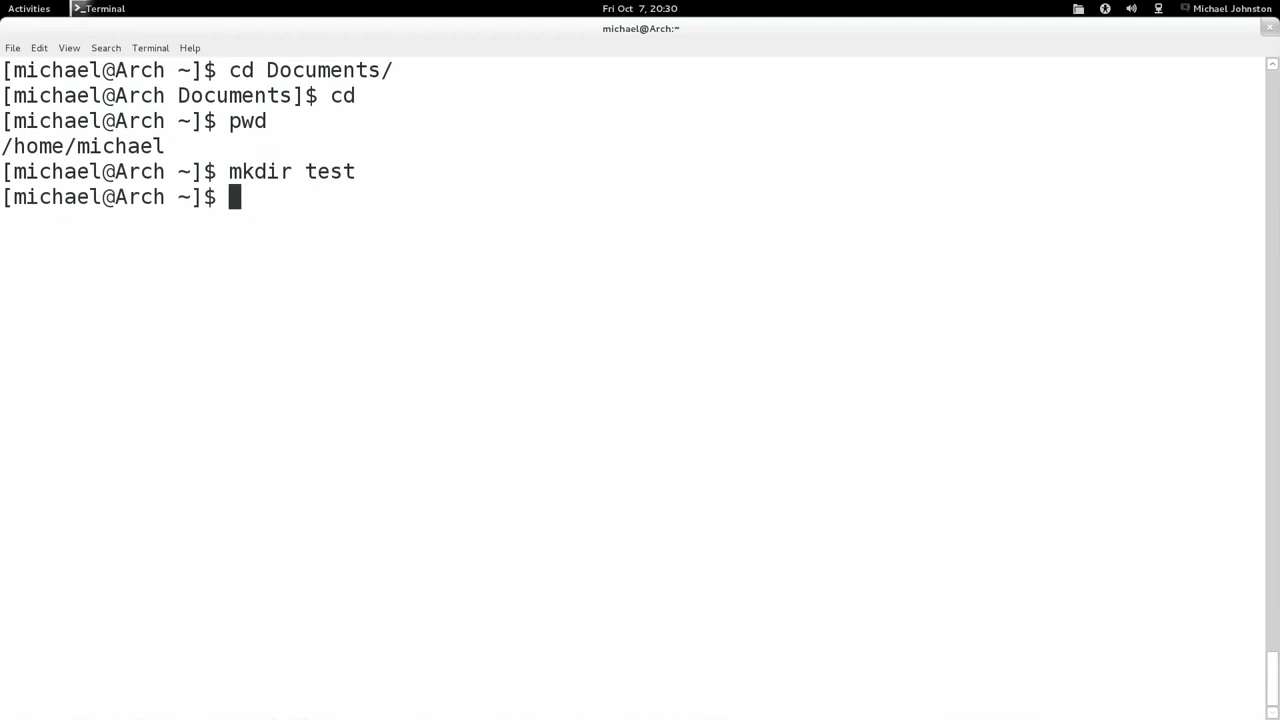 Activities >_Terminal Fri Oct 7, 20:30 Michael Johnston
michael@Arch:~
File Edit View Search Terminal Help
[michael@Arch ~]$ cd Documents/
[michael@Arch Documents]$ cd
[michael@Arch ~]$ pwd
/home/michael
[michael@Arch ~]$ mkdir test
[michael@Arch ~]$